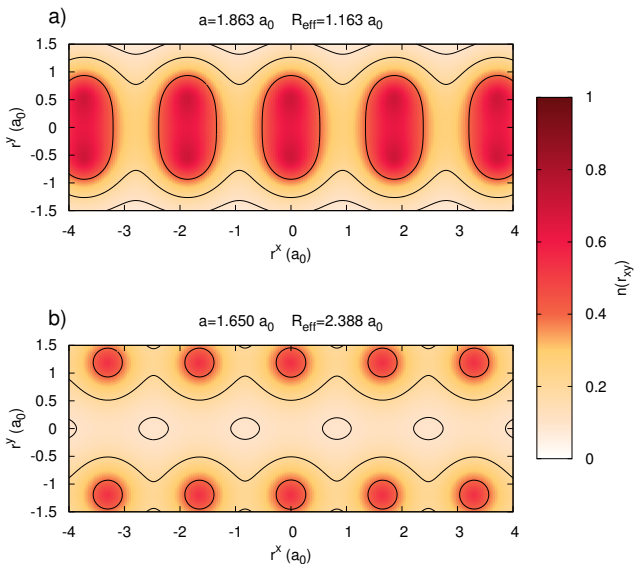 a)
a=1.863 a₀ R_eff=1.163 a₀
1.5
1
0.5
0
-0.5
-1
-1.5
r^y (a₀)
-4 -3 -2 -1 0 1 2 3 4
r^x (a₀)
b)
a=1.650 a₀ R_eff=2.388 a₀
1.5
1
0.5
0
-0.5
-1
-1.5
r^y (a₀)
-4 -3 -2 -1 0 1 2 3 4
r^x (a₀)
1
0.8
0.6
0.4
0.2
0
n(r_xy)